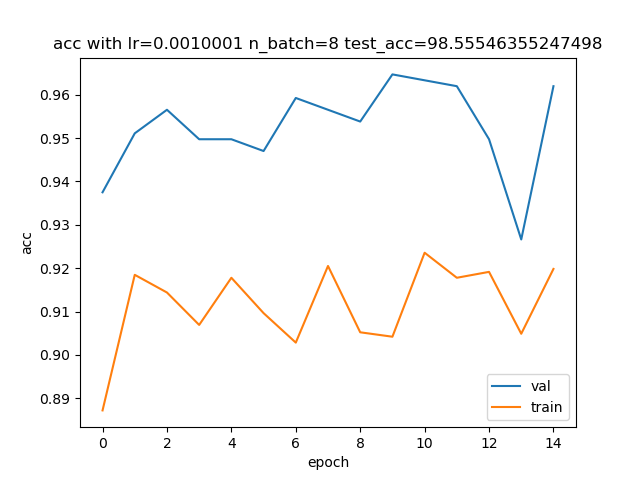 acc with lr=0.0010001 n_batch=8 test_acc=98.55546355247498
0.96
0.95
0.94
0.93
0.92
0.91
0.90
0.89
acc
0 2 4 6 8 10 12 14
epoch
val
train